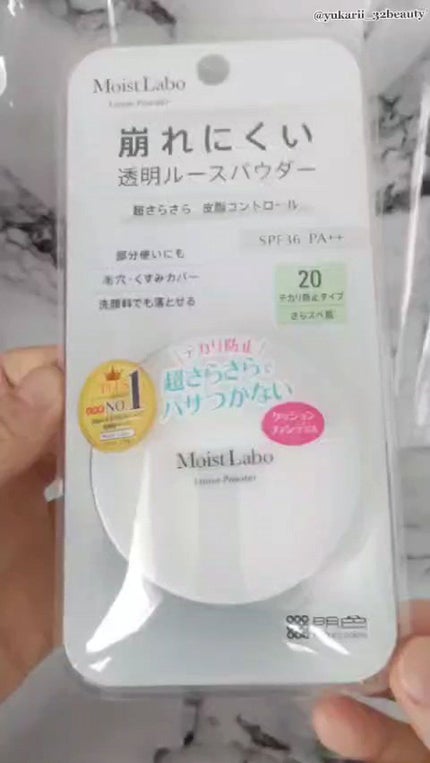 @yukarii_32beauty
Moist Labo
Loose Powder
崩れにくい
透明ルースパウダー
超さらさら 皮脂コントロール
SPF36 PA++
部分使いにも
毛穴・くすみカバー
洗顔料でも落とせる
20
テカリ防止タイプ
さらスベ肌
テカリ防止
超さらさらで
パサつかない
NO.1
クッション
Moist Labo
Loose Powder
明色